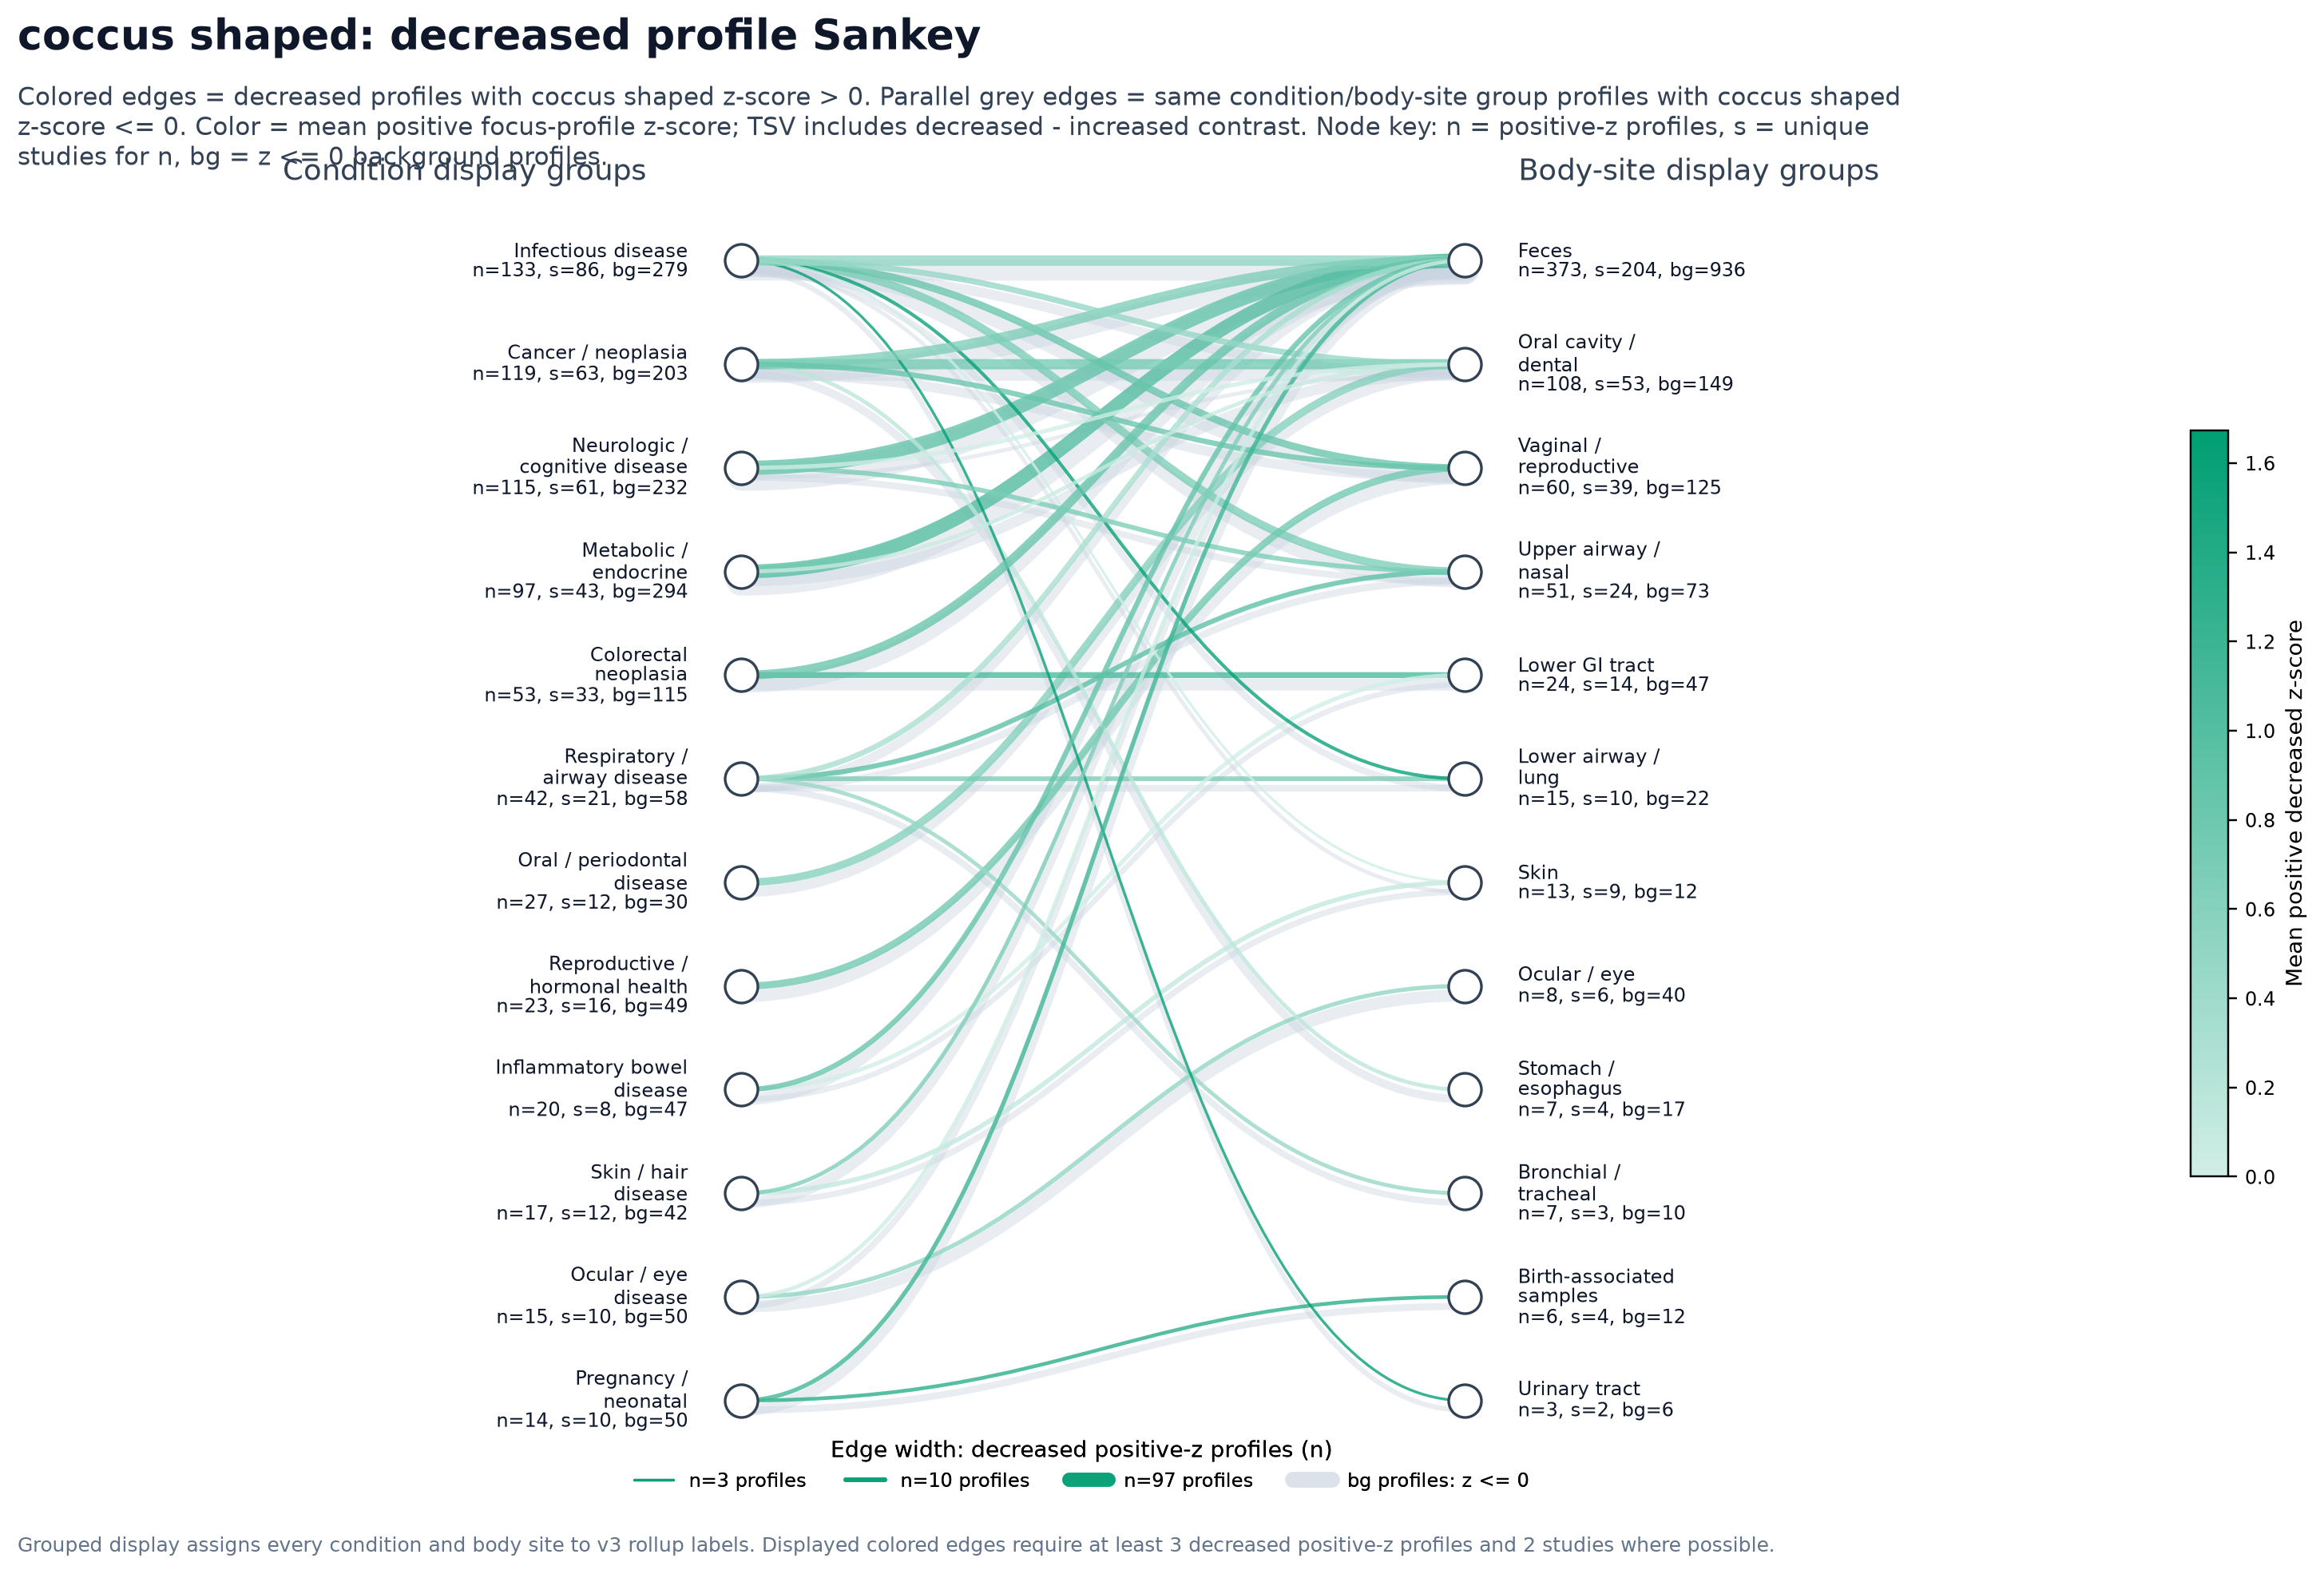 coccus shaped: decreased profile Sankey
Colored edges = decreased profiles with coccus shaped z-score > 0. Parallel grey edges = same condition/body-site group profiles with coccus shaped
z-score <= 0. Color = mean positive focus-profile z-score; TSV includes decreased - increased contrast. Node key: n = positive-z profiles, s = unique
studies for n, bg = z <= 0 background profiles.
Condition display groups
Body-site display groups
Infectious disease
n=133, s=86, bg=279
Cancer / neoplasia
n=119, s=63, bg=203
Neurologic /
cognitive disease
n=115, s=61, bg=232
Metabolic /
endocrine
n=97, s=43, bg=294
Colorectal
neoplasia
n=53, s=33, bg=115
Respiratory /
airway disease
n=42, s=21, bg=58
Oral / periodontal
disease
n=27, s=12, bg=30
Reproductive /
hormonal health
n=23, s=16, bg=49
Inflammatory bowel
disease
n=20, s=8, bg=47
Skin / hair
disease
n=17, s=12, bg=42
Ocular / eye
disease
n=15, s=10, bg=50
Pregnancy /
neonatal
n=14, s=10, bg=50
Feces
n=373, s=204, bg=936
Oral cavity /
dental
n=108, s=53, bg=149
Vaginal /
reproductive
n=60, s=39, bg=125
Upper airway /
nasal
n=51, s=24, bg=73
Lower GI tract
n=24, s=14, bg=47
Lower airway /
lung
n=15, s=10, bg=22
Skin
n=13, s=9, bg=12
Ocular / eye
n=8, s=6, bg=40
Stomach /
esophagus
n=7, s=4, bg=17
Bronchial /
tracheal
n=7, s=3, bg=10
Birth-associated
samples
n=6, s=4, bg=12
Urinary tract
n=3, s=2, bg=6
1.6
1.4
1.2
1.0
0.8
0.6
0.4
0.2
0.0
Mean positive decreased z-score
Edge width: decreased positive-z profiles (n)
n=3 profiles
n=10 profiles
n=97 profiles
bg profiles: z <= 0
Grouped display assigns every condition and body site to v3 rollup labels. Displayed colored edges require at least 3 decreased positive-z profiles and 2 studies where possible.